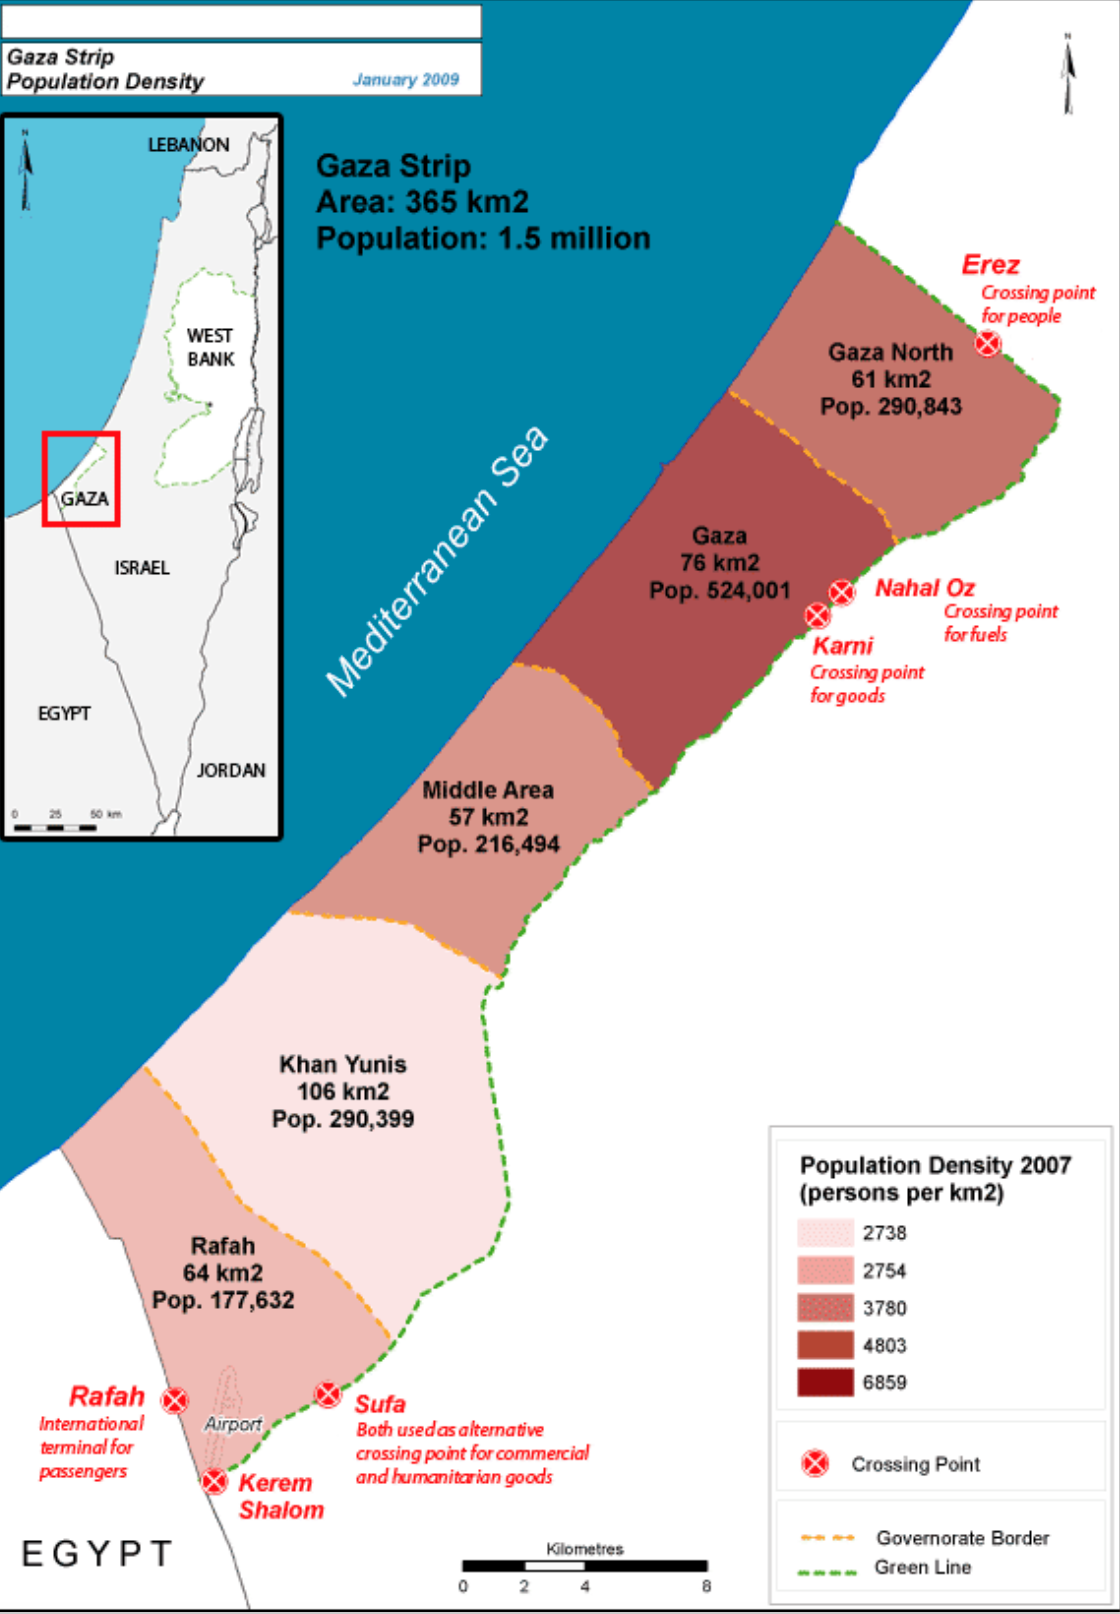 Gaza Strip
Population Density
January 2009
N
LEBANON
WEST
BANK
GAZA
ISRAEL
EGYPT
JORDAN
0 25 50 km
Gaza Strip
Area: 365 km2
Population: 1.5 million
N
Mediterranean Sea
Erez
Crossing point
for people
Gaza North
61 km2
Pop. 290,843
Gaza
76 km2
Pop. 524,001
Nahal Oz
Crossing point
for fuels
Karni
Crossing point
for goods
Middle Area
57 km2
Pop. 216,494
Khan Yunis
106 km2
Pop. 290,399
Rafah
64 km2
Pop. 177,632
Rafah
International
terminal for
passengers
Airport
Sufa
Both used as alternative
crossing point for commercial
and humanitarian goods
Kerem
Shalom
EGYPT
Kilometres
0 2 4 8
Population Density 2007
(persons per km2)
2738
2754
3780
4803
6859
Crossing Point
Governorate Border
Green Line